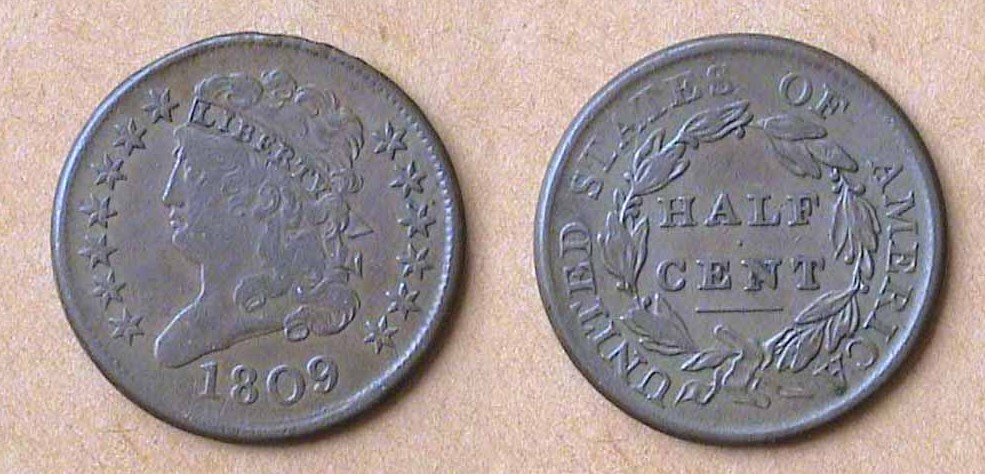 LIBERTY
1809
UNITED STATES OF AMERICA
HALF
CENT